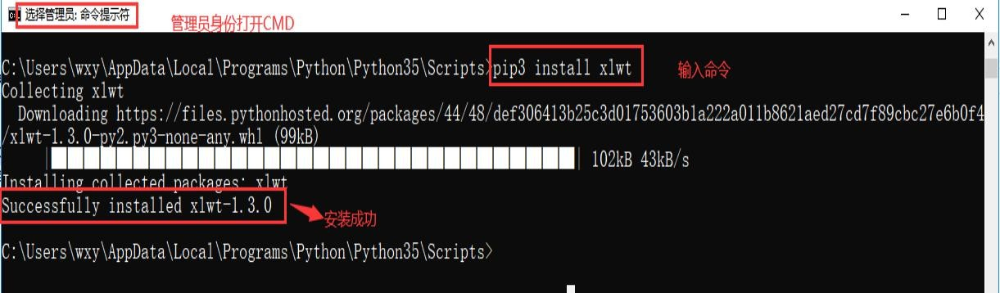 选择管理员: 命令提示符
管理员身份打开CMD
C:\Users\wxy\AppData\Local\Programs\Python\Python35\Scripts>pip3 install xlwt
输入命令
Collecting xlwt
Downloading https://files.pythonhosted.org/packages/44/48/def306413b25c3d01753603b1a222a011b8621aed27cd7f89cbc27e6b0f4
/xlwt-1.3.0-py2.py3-none-any.whl (99kB)
102kB 43kB/s
Installing collected packages: xlwt
Successfully installed xlwt-1.3.0
安装成功
C:\Users\wxy\AppData\Local\Programs\Python\Python35\Scripts>